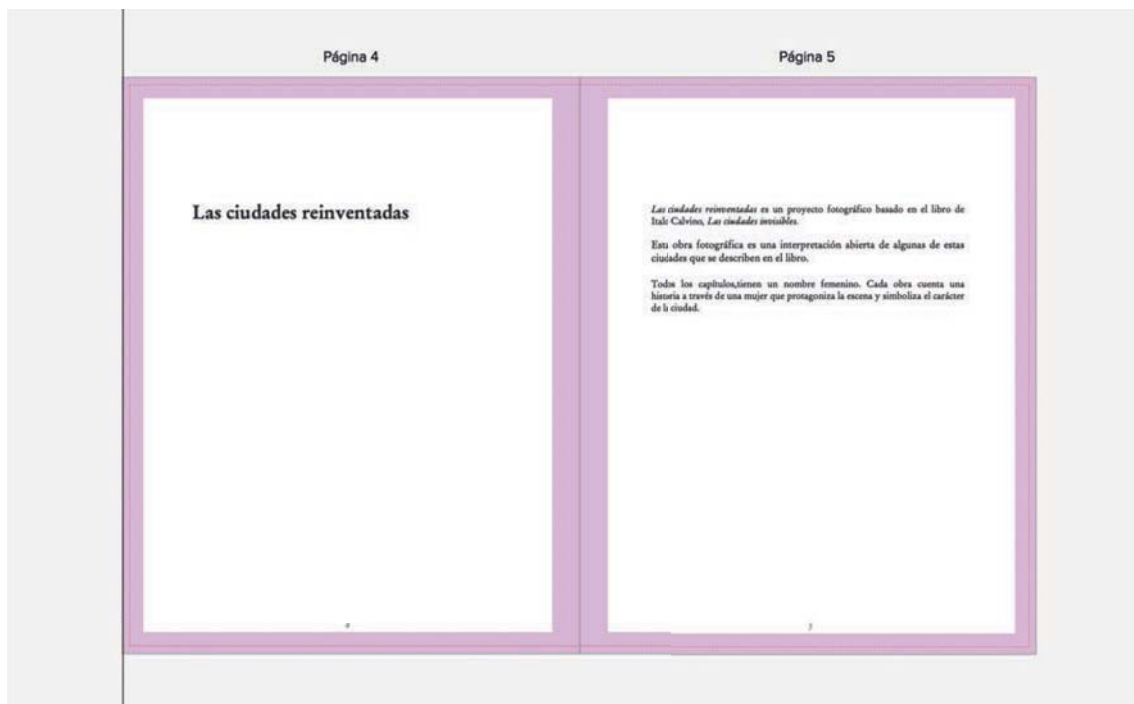 Página 4
Página 5
Las ciudades reinventadas
Las ciudades reinventadas es un proyecto fotográfico basado en el libro de
Italo Calvino, Las ciudades invisibles.
Esta obra fotográfica es una interpretación abierta de algunas de estas
ciudades que se describen en el libro.
Todos los capítulos,tienen un nombre femenino. Cada obra cuenta una
historia a través de una mujer que protagoniza la escena y simboliza el carácter
de la ciudad.
5